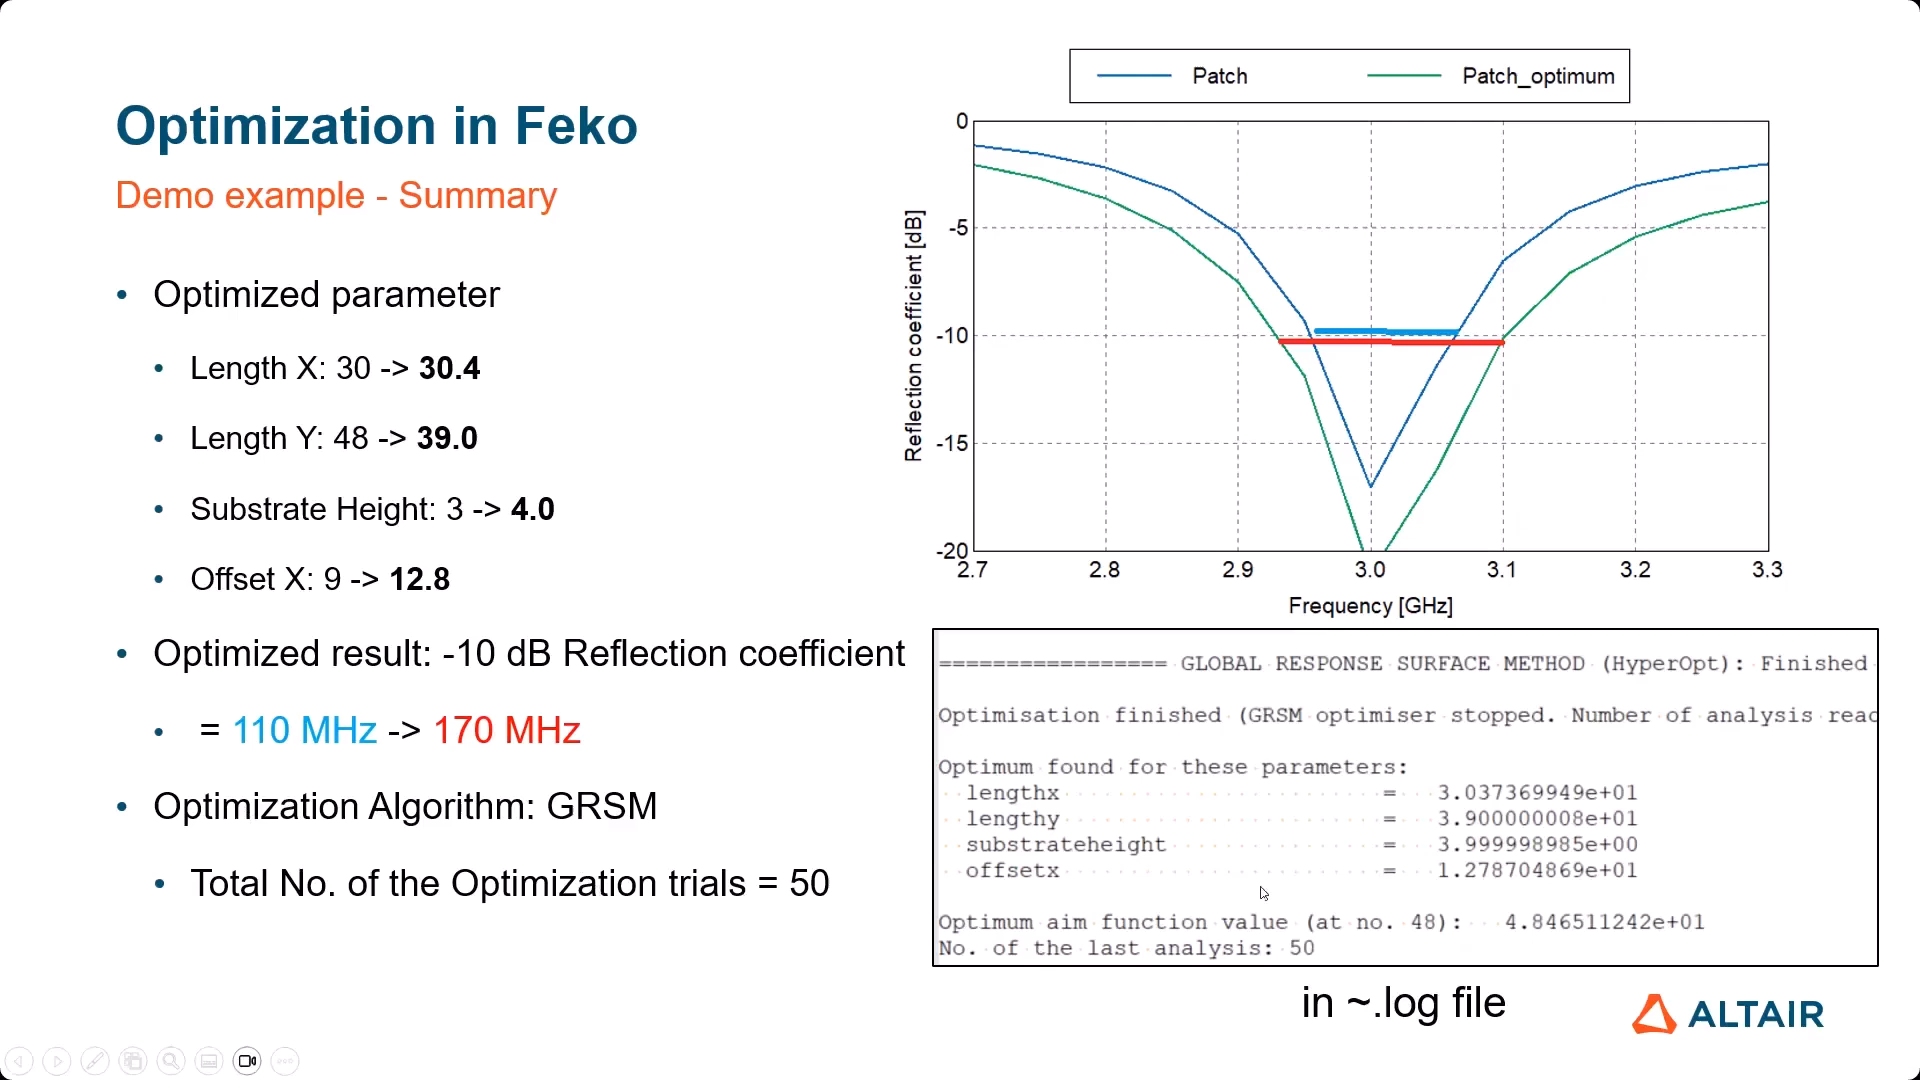 Optimization in Feko
Demo example - Summary
• Optimized parameter
• Length X: 30 -> 30.4
• Length Y: 48 -> 39.0
• Substrate Height: 3 -> 4.0
• Offset X: 9 -> 12.8
• Optimized result: -10 dB Reflection coefficient
• = 110 MHz -> 170 MHz
• Optimization Algorithm: GRSM
• Total No. of the Optimization trials = 50
Patch Patch_optimum
Reflection coefficient [dB]
0
-5
-10
-15
-20
2.7 2.8 2.9 3.0 3.1 3.2 3.3
Frequency [GHz]
================= GLOBAL RESPONSE SURFACE METHOD (HyperOpt): Finished
Optimisation finished (GRSM optimiser stopped. Number of analysis reac
Optimum found for these parameters:
lengthx = 3.037369949e+01
lengthy = 3.900000008e+01
substrateheight = 3.999998985e+00
offsetx = 1.278704869e+01
Optimum aim function value (at no. 48): 4.846511242e+01
No. of the last analysis: 50
in ~.log file
ALTAIR